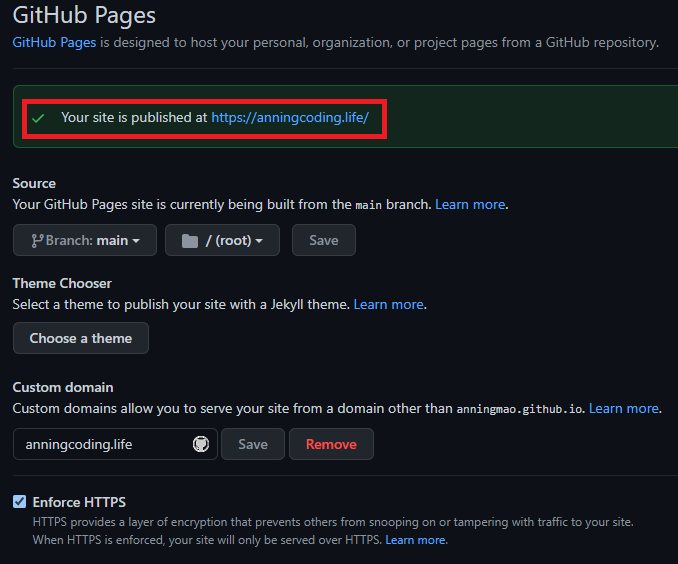 GitHub Pages
GitHub Pages is designed to host your personal, organization, or project pages from a GitHub repository.
Your site is published at https://anningcoding.life/
Source
Your GitHub Pages site is currently being built from the main branch. Learn more.
Branch: main
/ (root)
Save
Theme Chooser
Select a theme to publish your site with a Jekyll theme. Learn more.
Choose a theme
Custom domain
Custom domains allow you to serve your site from a domain other than anningmao.github.io. Learn more.
anningcoding.life
Save
Remove
Enforce HTTPS
HTTPS provides a layer of encryption that prevents others from snooping on or tampering with traffic to your site.
When HTTPS is enforced, your site will only be served over HTTPS. Learn more.